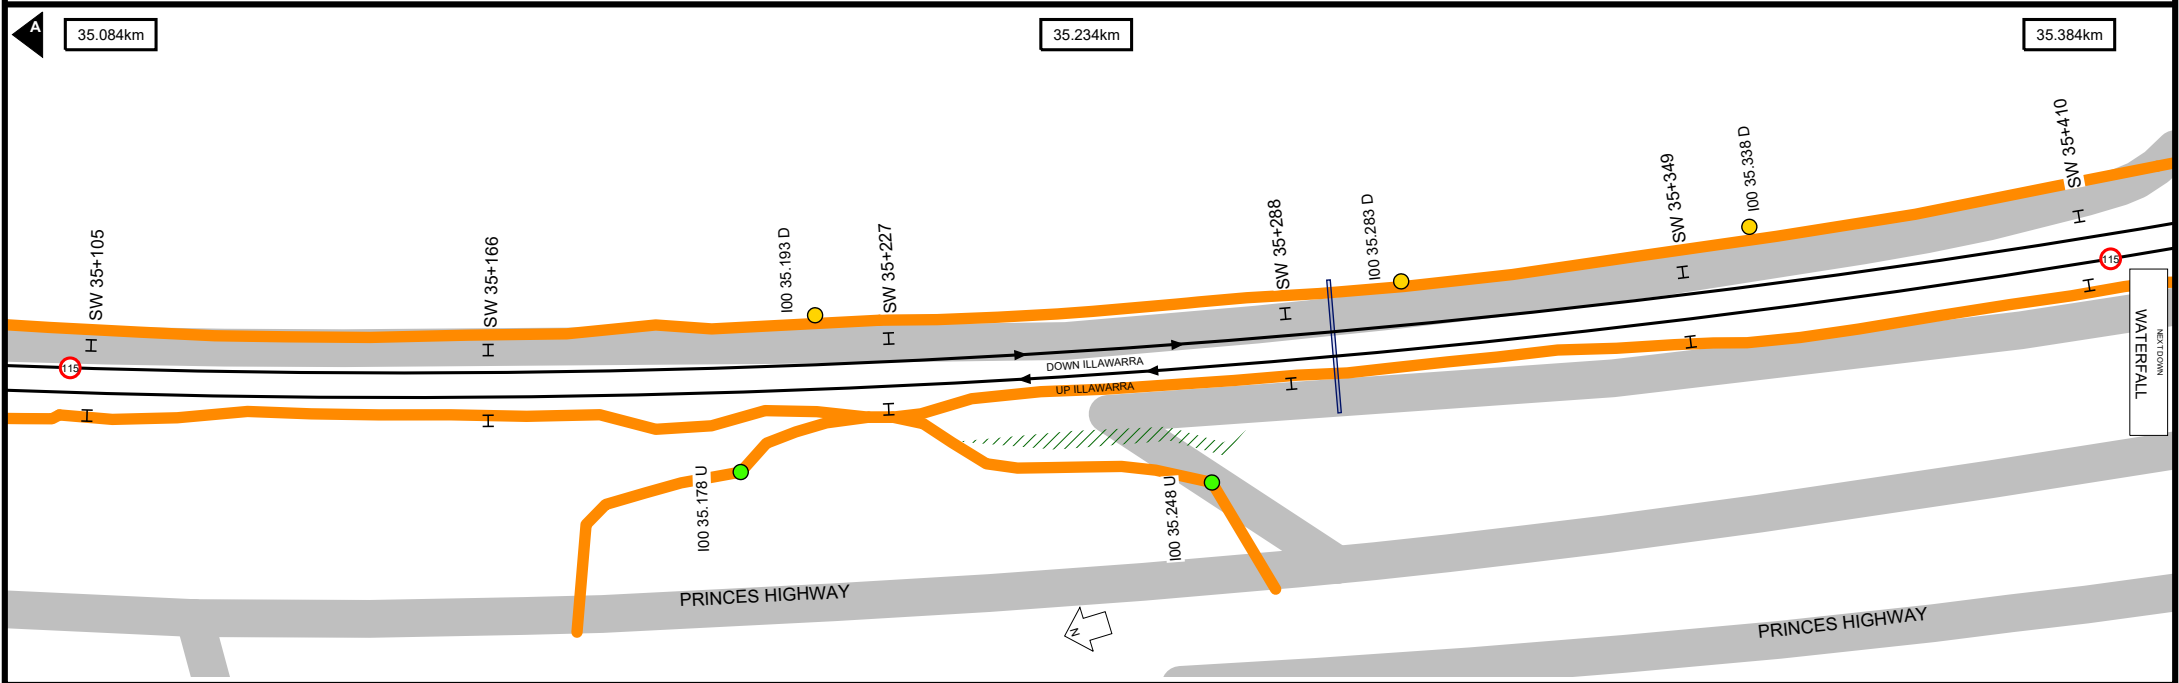 A
35.084km
35.234km
35.384km
SW 35+105
SW 35+166
I00 35.193 D
SW 35+227
SW 35+288
I00 35.283 D
SW 35+349
I00 35.338 D
SW 35+410
115
115
DOWN ILLAWARRA
UP ILLAWARRA
NEXT DOWN
WATERFALL
I00 35.178 U
I00 35.248 U
PRINCES HIGHWAY
N
PRINCES HIGHWAY